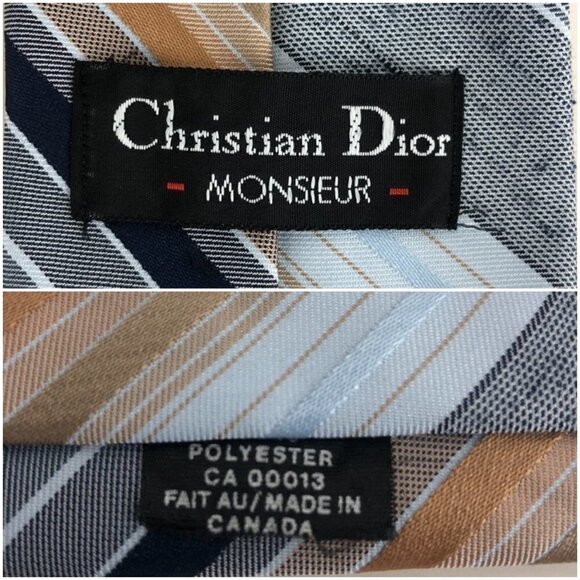 Christian Dior
- MONSIEUR -
POLYESTER
CA 00013
FAIT AU/MADE IN
CANADA